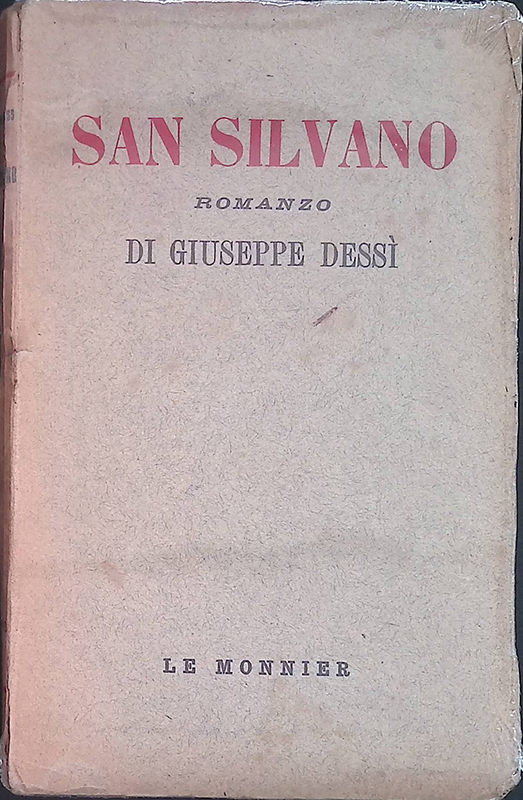 SAN SILVANO
ROMANZO
DI GIUSEPPE DESSÌ
LE MONNIER